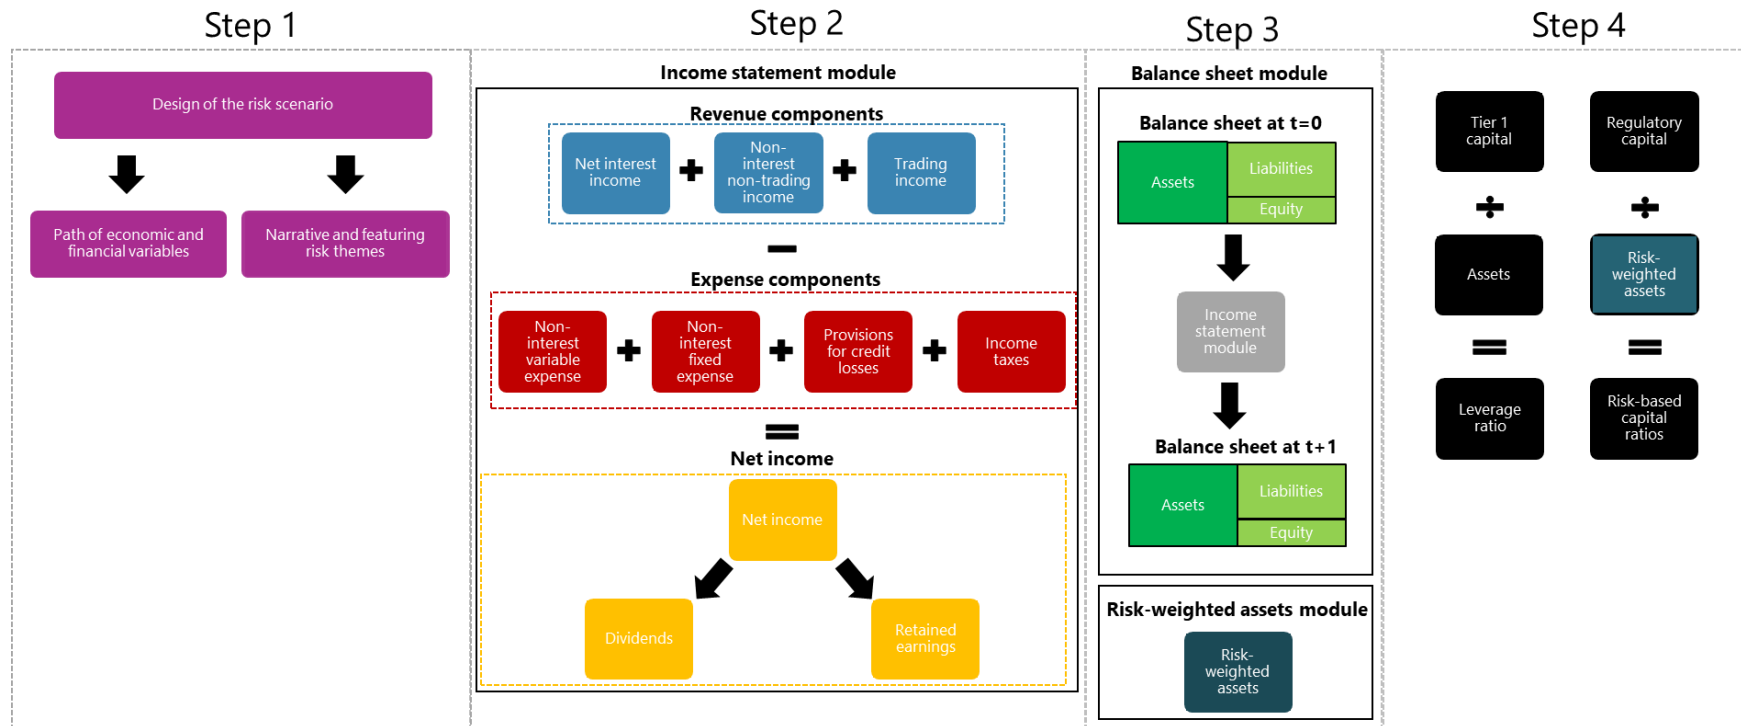 Step 1
Design of the risk scenario
Path of economic and
financial variables
Narrative and featuring
risk themes
Step 2
Income statement module
Revenue components
Net interest
income
Non-
interest
non-trading
income
Trading
income
Expense components
Non-
interest
variable
expense
Non-
interest
fixed
expense
Provisions
for credit
losses
Income
taxes
Net income
Net income
Dividends
Retained
earnings
Step 3
Balance sheet module
Balance sheet at t=0
Assets
Liabilities
Equity
Income
statement
module
Balance sheet at t+1
Assets
Liabilities
Equity
Risk-weighted assets module
Risk-
weighted
assets
Step 4
Tier 1
capital
Assets
Leverage
ratio
Regulatory
capital
Risk-
weighted
assets
Risk-based
capital
ratios